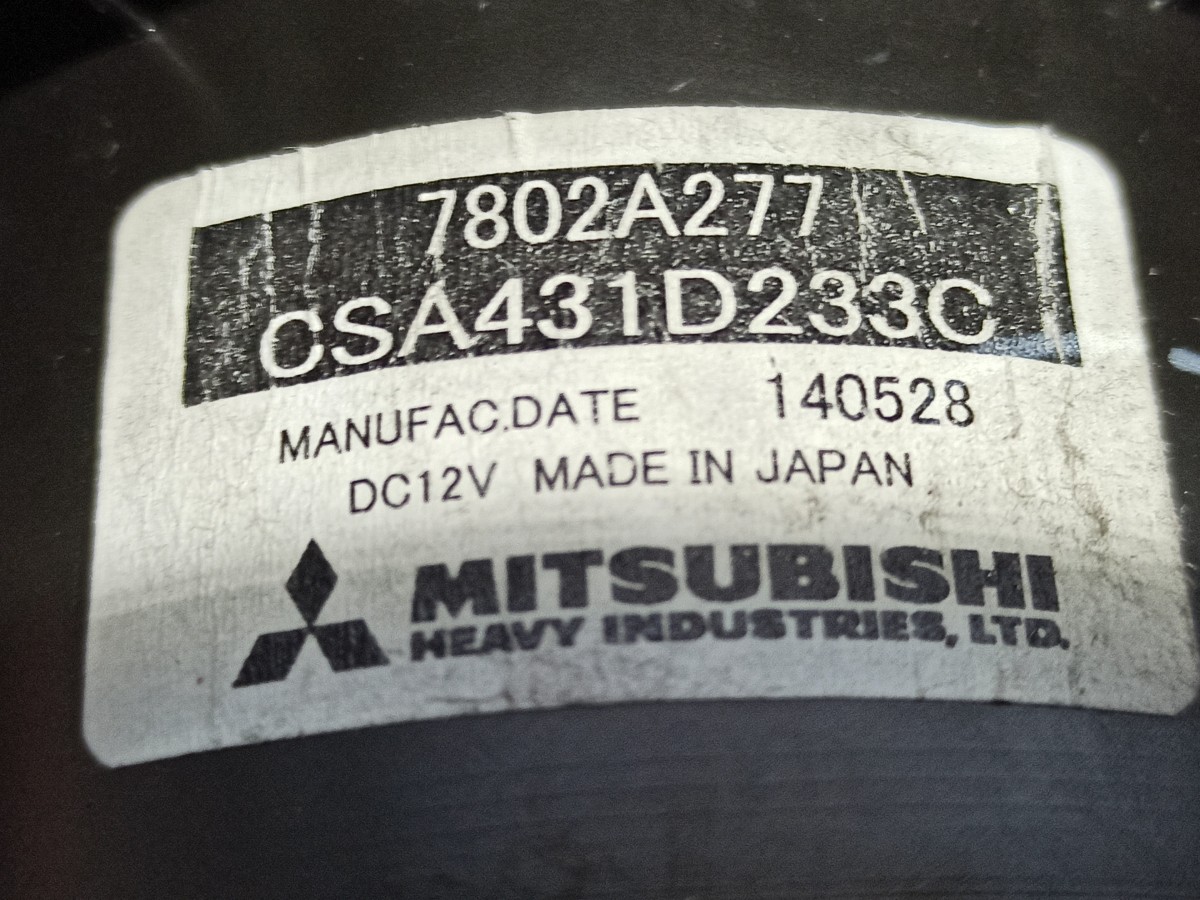 7802A277
CSA431D233C
MANUFAC.DATE 140528
DC12V MADE IN JAPAN
MITSUBISHI
HEAVY INDUSTRIES, LTD.